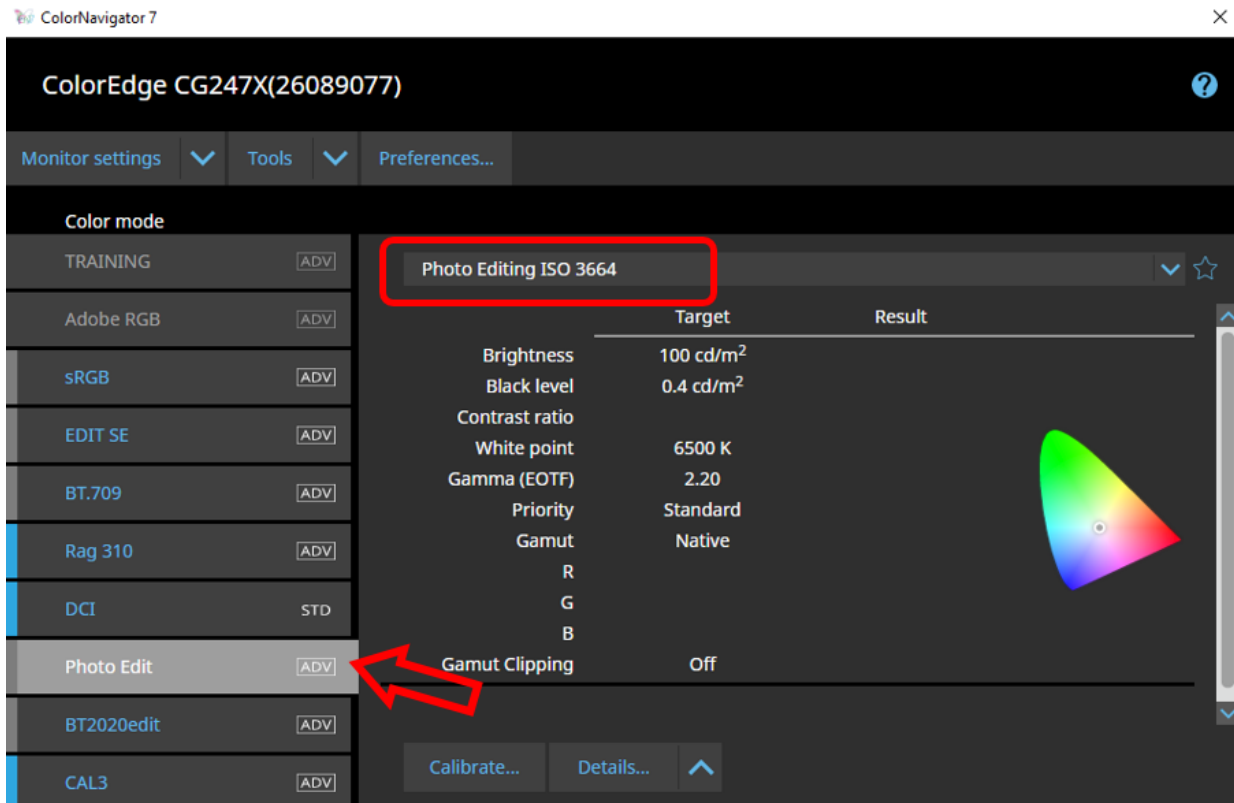 ColorNavigator 7
ColorEdge CG247X(26089077)
Monitor settings
Tools
Preferences...
Color mode
TRAINING ADV
Adobe RGB ADV
sRGB ADV
EDIT SE ADV
BT.709 ADV
Rag 310 ADV
DCI STD
Photo Edit ADV
BT2020edit ADV
CAL3 ADV
Photo Editing ISO 3664
Target Result
Brightness 100 cd/m²
Black level 0.4 cd/m²
Contrast ratio
White point 6500 K
Gamma (EOTF) 2.20
Priority Standard
Gamut Native
R
G
B
Gamut Clipping Off
Calibrate...
Details...